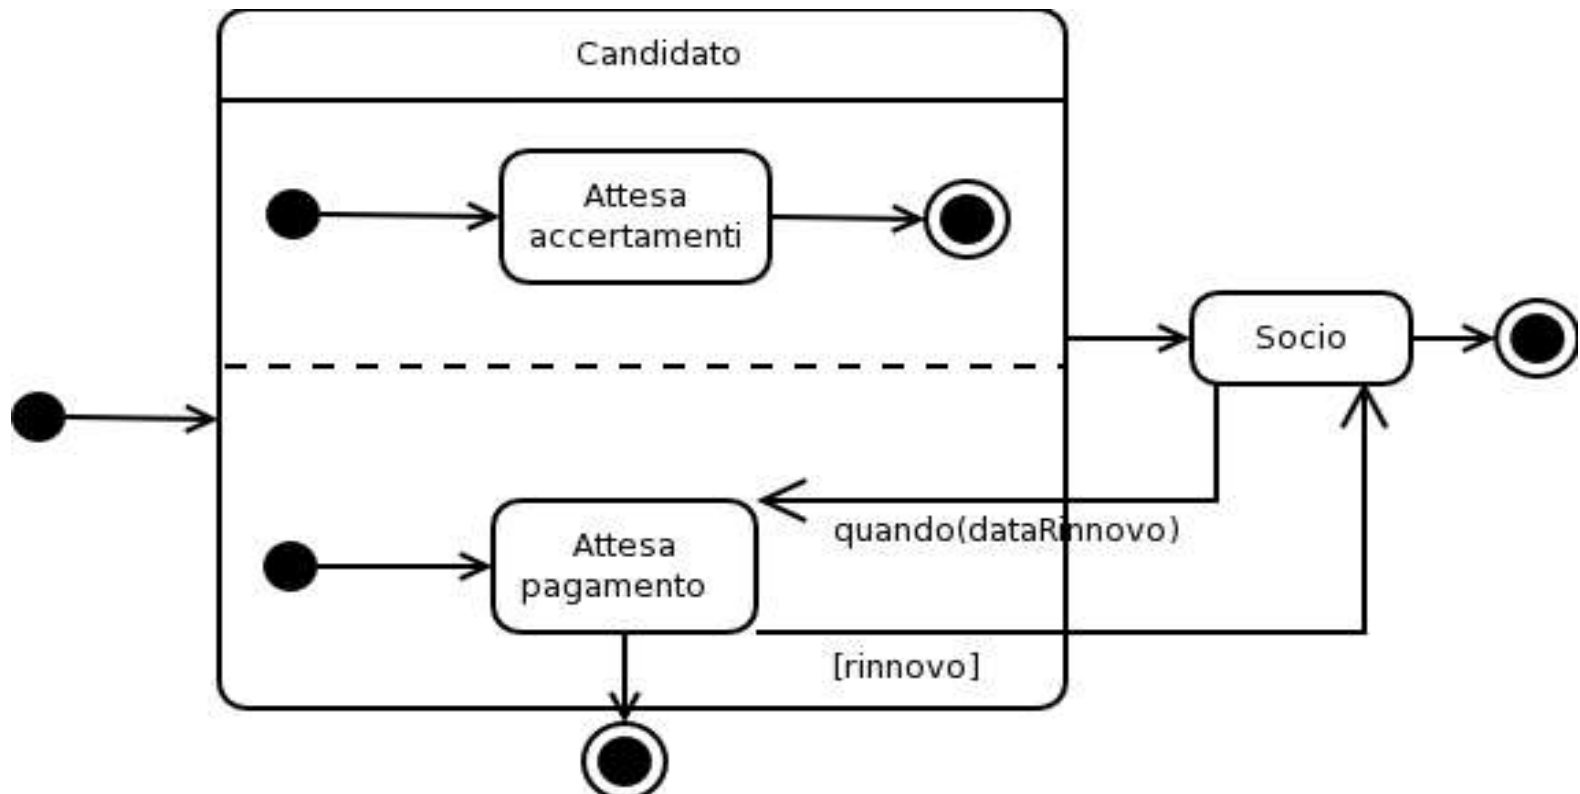 Candidato
Attesa
accertamenti
Socio
quando(dataRinnovo)
Attesa
pagamento
[rinnovo]